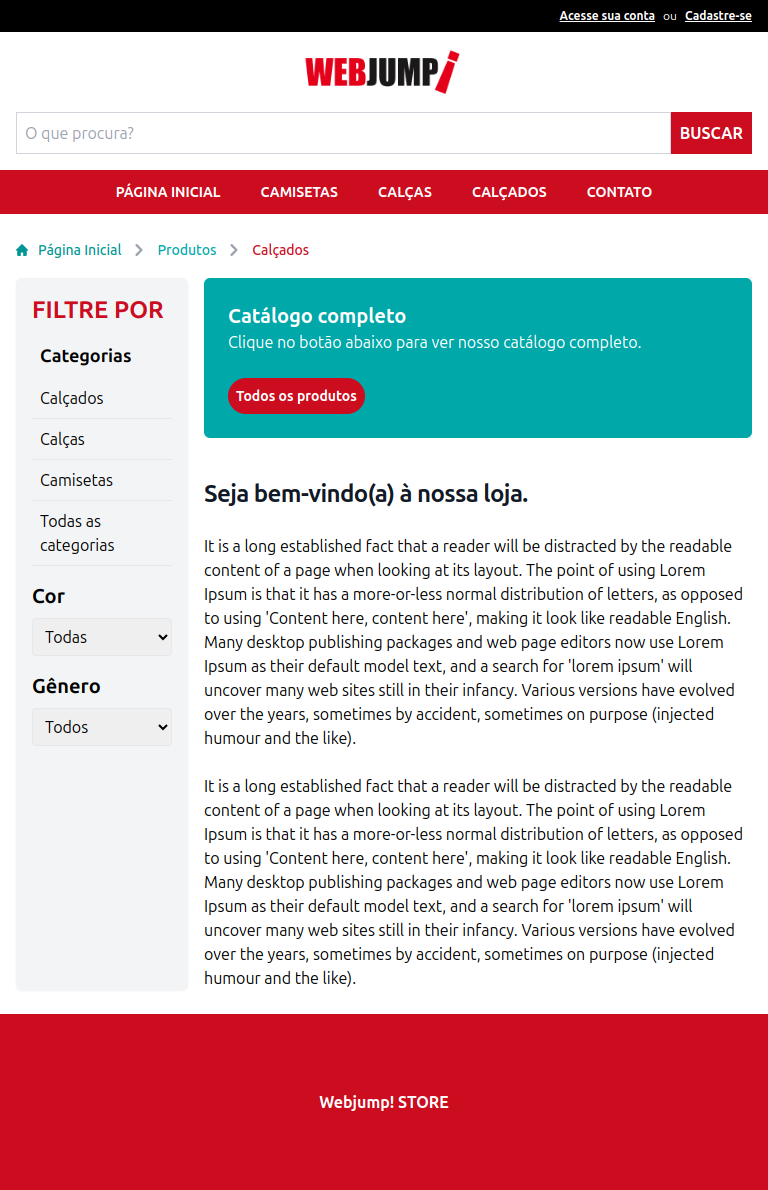 Acesse sua conta ou Cadastre-se
WEBJUMP!
O que procura?
BUSCAR
PÁGINA INICIAL CAMISETAS CALÇAS CALÇADOS CONTATO
Página Inicial Produtos Calçados
FILTRE POR
Categorias
Calçados
Calças
Camisetas
Todas as
categorias
Cor
Todas
Gênero
Todos
Catálogo completo
Clique no botão abaixo para ver nosso catálogo completo.
Todos os produtos
Seja bem-vindo(a) à nossa loja.
It is a long established fact that a reader will be distracted by the readable
content of a page when looking at its layout. The point of using Lorem
Ipsum is that it has a more-or-less normal distribution of letters, as opposed
to using 'Content here, content here', making it look like readable English.
Many desktop publishing packages and web page editors now use Lorem
Ipsum as their default model text, and a search for 'lorem ipsum' will
uncover many web sites still in their infancy. Various versions have evolved
over the years, sometimes by accident, sometimes on purpose (injected
humour and the like).
It is a long established fact that a reader will be distracted by the readable
content of a page when looking at its layout. The point of using Lorem
Ipsum is that it has a more-or-less normal distribution of letters, as opposed
to using 'Content here, content here', making it look like readable English.
Many desktop publishing packages and web page editors now use Lorem
Ipsum as their default model text, and a search for 'lorem ipsum' will
uncover many web sites still in their infancy. Various versions have evolved
over the years, sometimes by accident, sometimes on purpose (injected
humour and the like).
Webjump! STORE